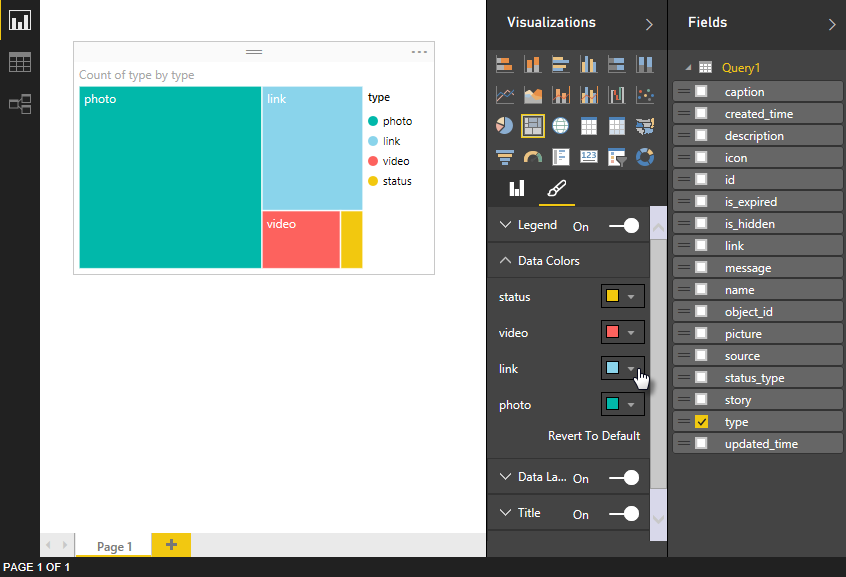 Count of type by type
photo
link
video
type
photo
link
video
status
Page 1
PAGE 1 OF 1
Visualizations
123
Legend On
Data Colors
status
video
link
photo
Revert To Default
Data La... On
Title On
Fields
Query1
caption
created_time
description
icon
id
is_expired
is_hidden
link
message
name
object_id
picture
source
status_type
story
type
updated_time